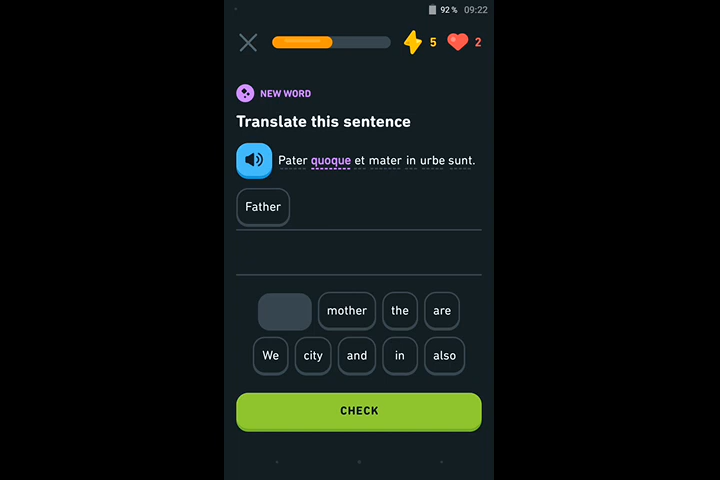 92 % 09:22
5 2
NEW WORD
Translate this sentence
Pater quoque et mater in urbe sunt.
Father
mother the are
We city and in also
CHECK